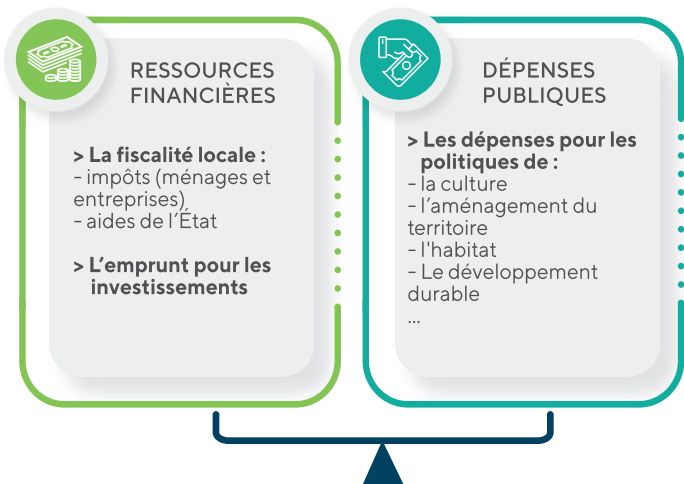 RESSOURCES
FINANCIÈRES
> La fiscalité locale :
- impôts (ménages et
entreprises)
- aides de l’État
> L’emprunt pour les
investissements
DÉPENSES
PUBLIQUES
> Les dépenses pour les
politiques de :
- la culture
- l’aménagement du
territoire
- l'habitat
- Le développement
durable
...